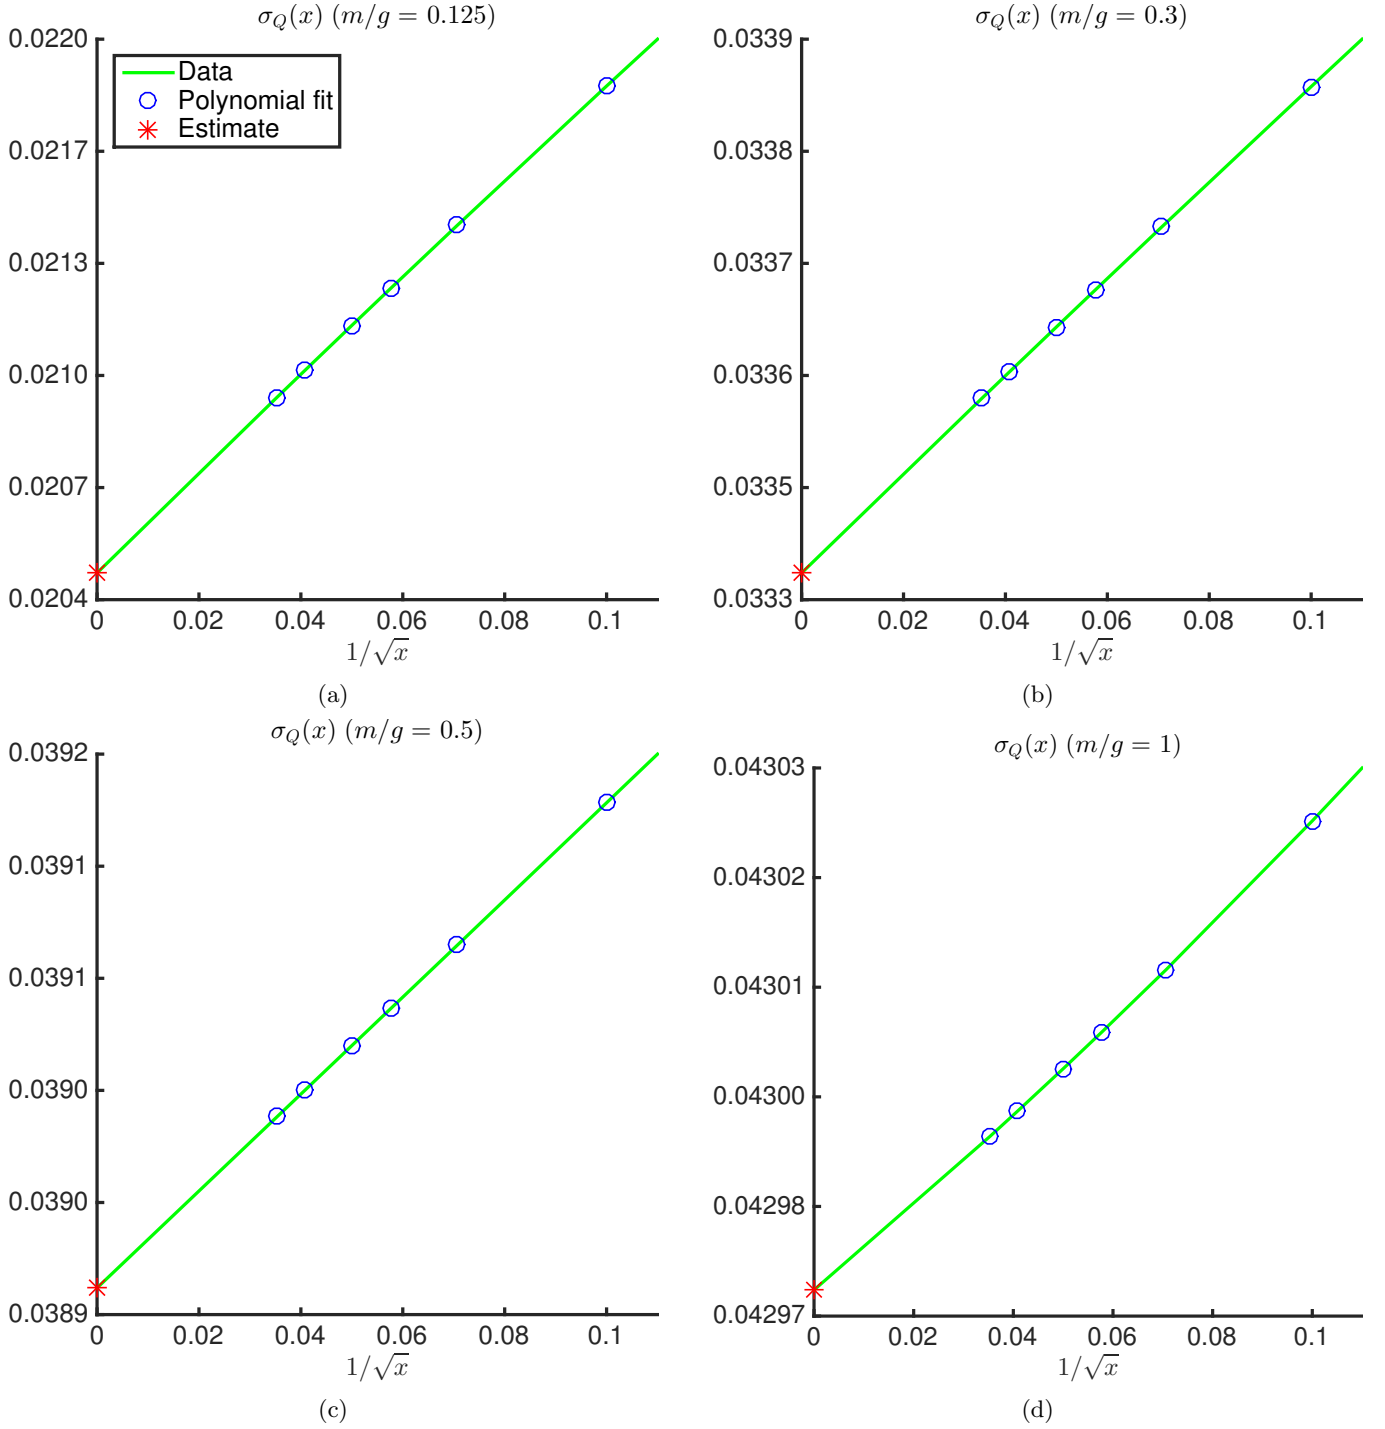 σ_Q(x) (m/g = 0.125)
0.0220
0.0217
0.0213
0.0210
0.0207
0.0204
Data
Polynomial fit
Estimate
0 0.02 0.04 0.06 0.08 0.1
1/√x
(a)
σ_Q(x) (m/g = 0.3)
0.0339
0.0338
0.0337
0.0336
0.0335
0.0333
0 0.02 0.04 0.06 0.08 0.1
1/√x
(b)
σ_Q(x) (m/g = 0.5)
0.0392
0.0391
0.0391
0.0390
0.0390
0.0389
0 0.02 0.04 0.06 0.08 0.1
1/√x
(c)
σ_Q(x) (m/g = 1)
0.04303
0.04302
0.04301
0.04300
0.04298
0.04297
0 0.02 0.04 0.06 0.08 0.1
1/√x
(d)